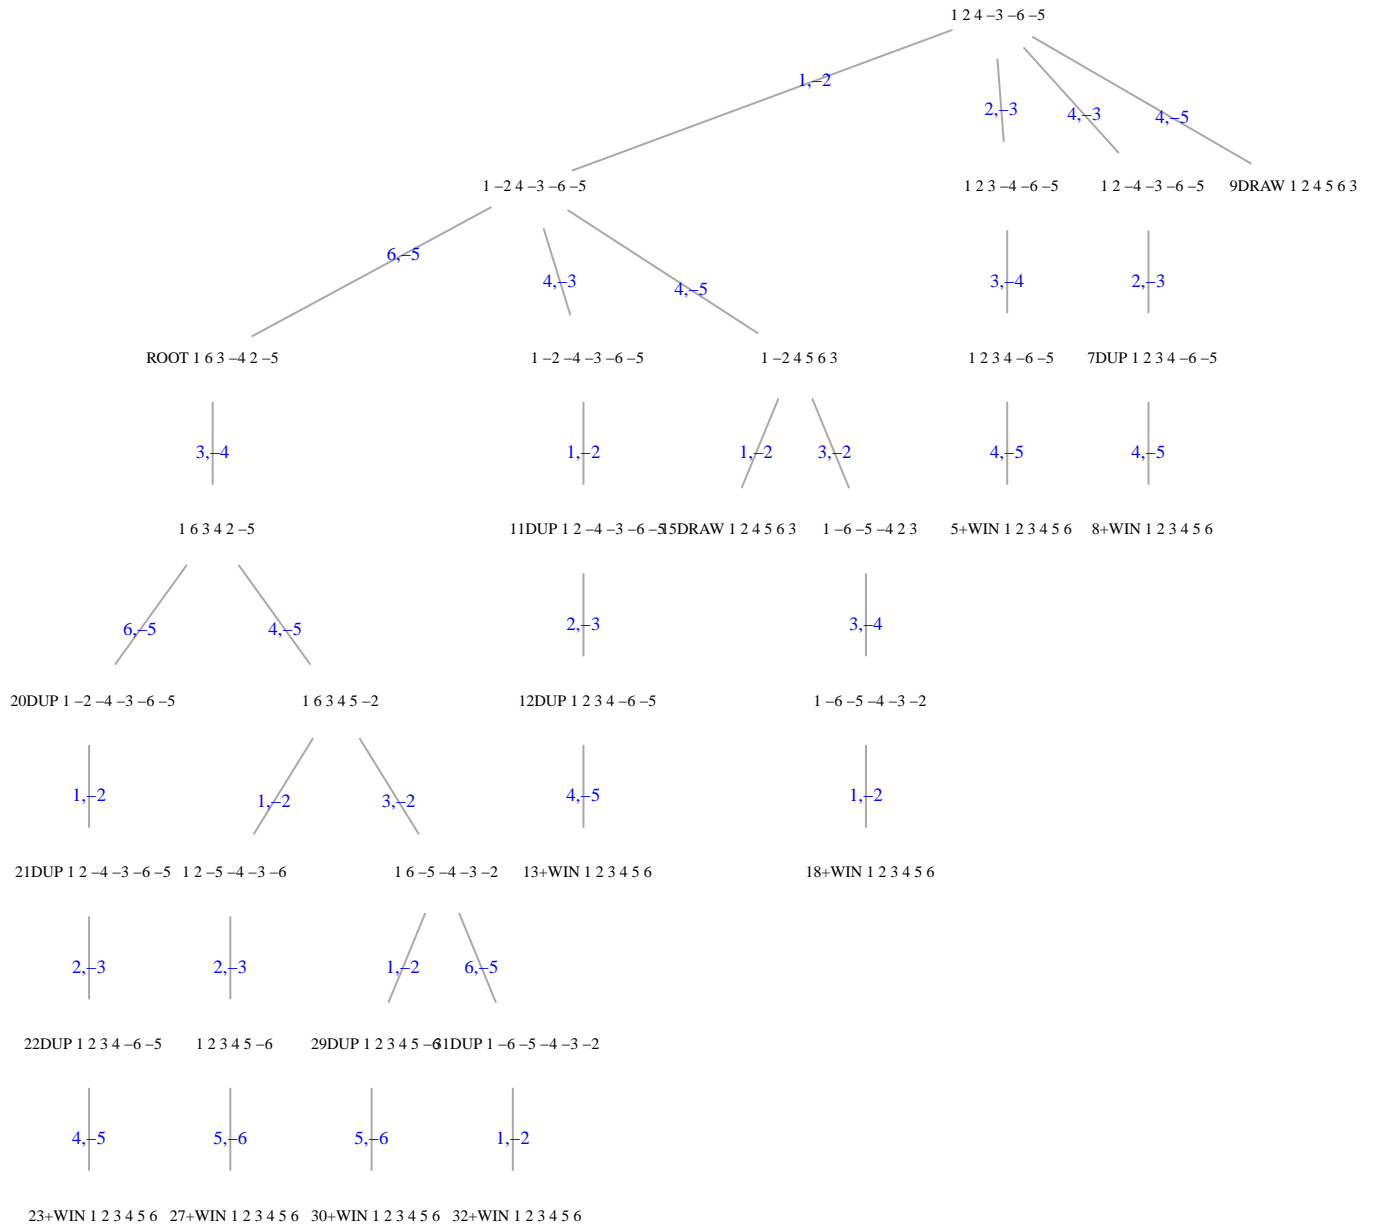 1 2 4 −3 −6 −5
1,−2
2,−3
4,−3
4,−5
1 −2 4 −3 −6 −5
1 2 3 −4 −6 −5
1 2 −4 −3 −6 −5
9DRAW 1 2 4 5 6 3
6,−5
4,−3
4,−5
3,−4
2,−3
ROOT 1 6 3 −4 2 −5
1 −2 −4 −3 −6 −5
1 −2 4 5 6 3
1 2 3 4 −6 −5
7DUP 1 2 3 4 −6 −5
3,−4
1,−2
1,−2
3,−2
4,−5
4,−5
1 6 3 4 2 −5
11DUP 1 2 −4 −3 −6 −5
15DRAW 1 2 4 5 6 3
1 −6 −5 −4 2 3
5+WIN 1 2 3 4 5 6
8+WIN 1 2 3 4 5 6
6,−5
4,−5
2,−3
3,−4
20DUP 1 −2 −4 −3 −6 −5
1 6 3 4 5 −2
12DUP 1 2 3 4 −6 −5
1 −6 −5 −4 −3 −2
1,−2
1,−2
3,−2
4,−5
1,−2
21DUP 1 2 −4 −3 −6 −5
1 2 −5 −4 −3 −6
1 6 −5 −4 −3 −2
13+WIN 1 2 3 4 5 6
18+WIN 1 2 3 4 5 6
2,−3
2,−3
1,−2
6,−5
22DUP 1 2 3 4 −6 −5
1 2 3 4 5 −6
29DUP 1 2 3 4 5 −6
31DUP 1 −6 −5 −4 −3 −2
4,−5
5,−6
5,−6
1,−2
23+WIN 1 2 3 4 5 6
27+WIN 1 2 3 4 5 6
30+WIN 1 2 3 4 5 6
32+WIN 1 2 3 4 5 6